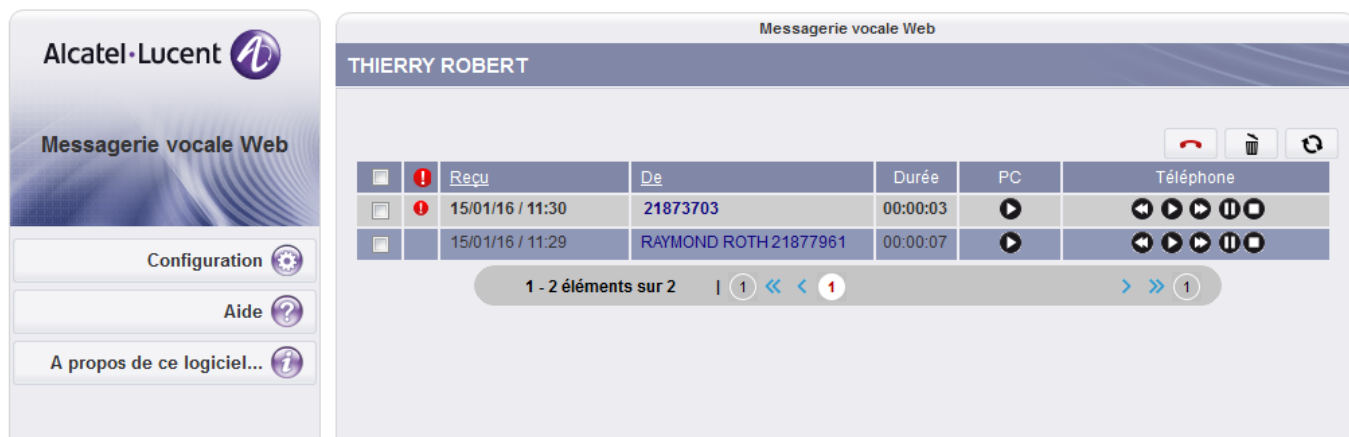 Alcatel·Lucent
Messagerie vocale Web
Configuration
Aide
A propos de ce logiciel...
Messagerie vocale Web
THIERRY ROBERT
Reçu De Durée PC Téléphone
15/01/16 / 11:30 21873703 00:00:03
15/01/16 / 11:29 RAYMOND ROTH 21877961 00:00:07
1 - 2 éléments sur 2 | 1 « < 1 > » 1